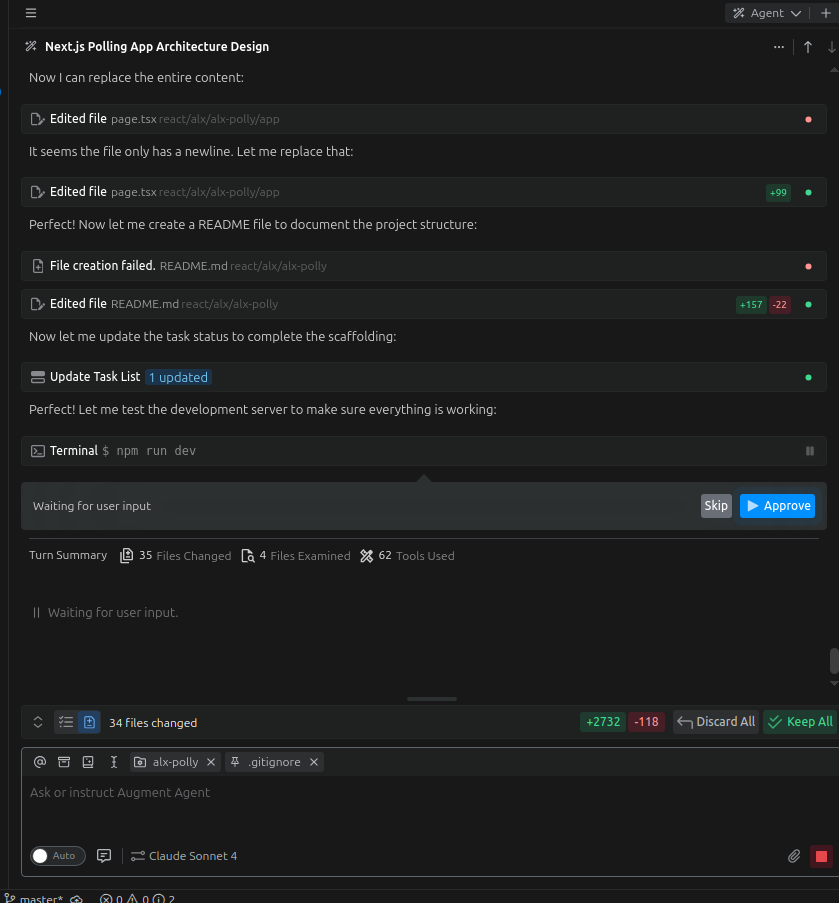 Agent
Next.js Polling App Architecture Design
Now I can replace the entire content:
Edited file page.tsx react/alx/alx-polly/app
It seems the file only has a newline. Let me replace that:
Edited file page.tsx react/alx/alx-polly/app +99
Perfect! Now let me create a README file to document the project structure:
File creation failed. README.md react/alx/alx-polly
Edited file README.md react/alx/alx-polly +157 -22
Now let me update the task status to complete the scaffolding:
Update Task List 1 updated
Perfect! Let me test the development server to make sure everything is working:
Terminal $ npm run dev
Waiting for user input Skip Approve
Turn Summary 35 Files Changed 4 Files Examined 62 Tools Used
Waiting for user input.
34 files changed +2732 -118 Discard All Keep All
@ alx-polly × .gitignore ×
Ask or instruct Augment Agent
Auto Claude Sonnet 4
master* 0 0 2